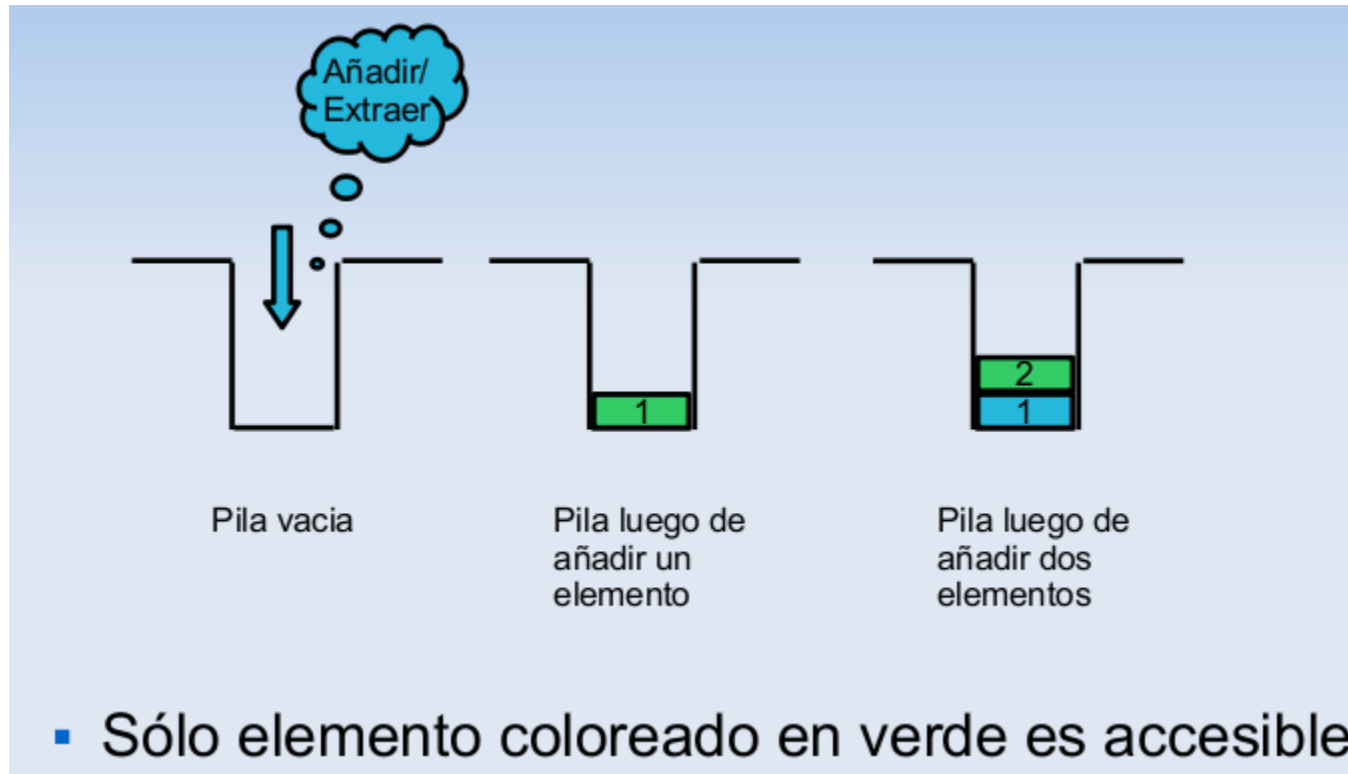 Añadir/
Extraer
1
2
1
Pila vacia
Pila luego de
añadir un
elemento
Pila luego de
añadir dos
elementos
▪ Sólo elemento coloreado en verde es accesible